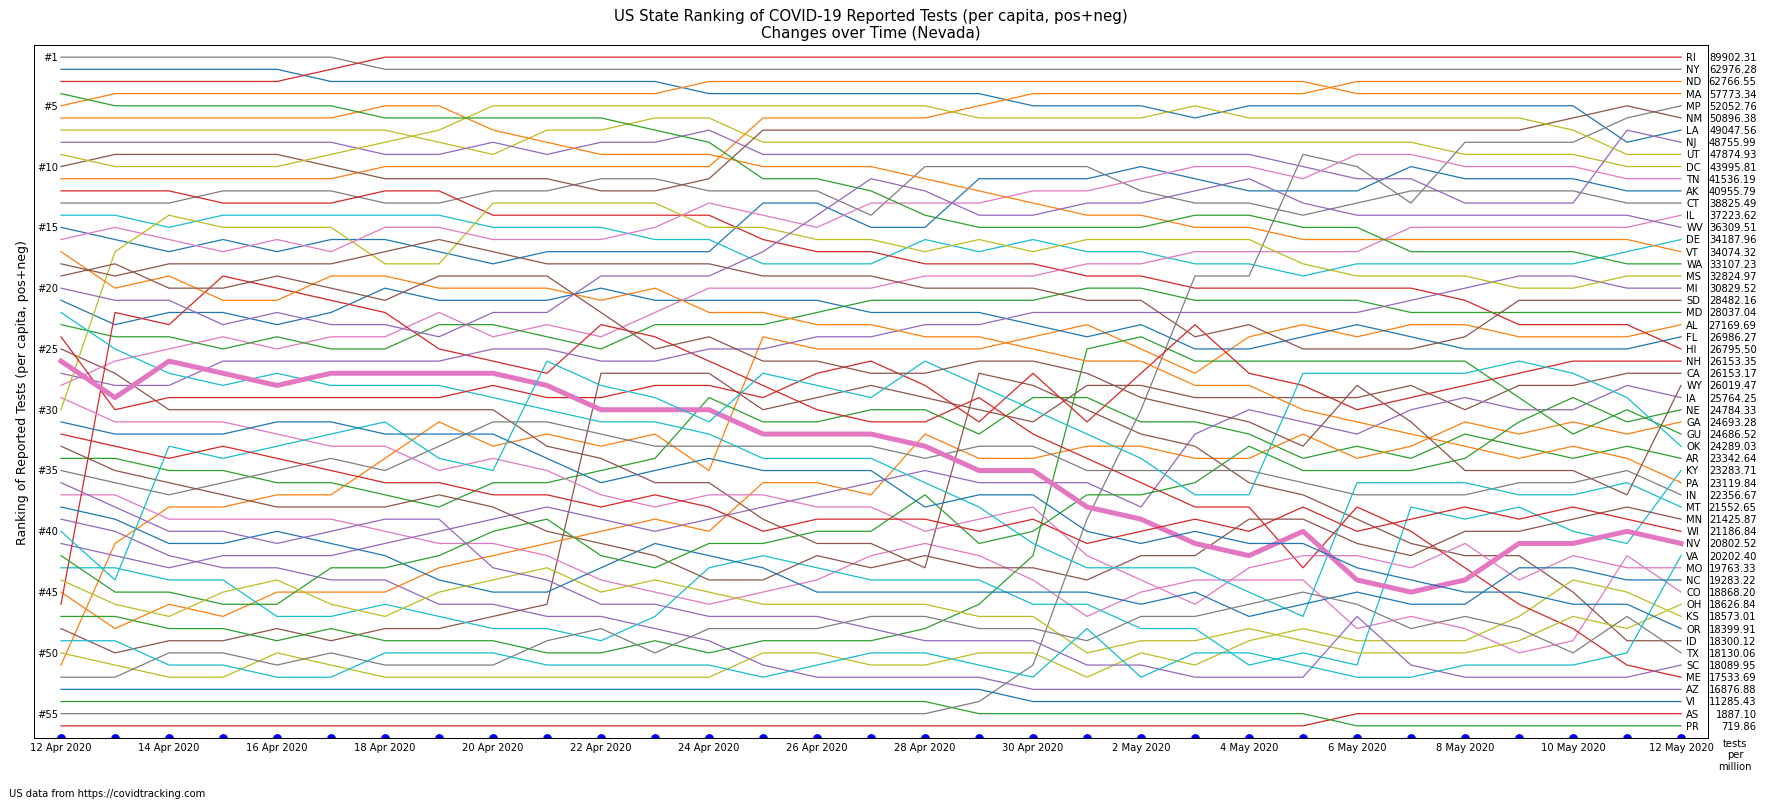 US State Ranking of COVID-19 Reported Tests (per capita, pos+neg)
Changes over Time (Nevada)
Ranking of Reported Tests (per capita, pos+neg)
#1
#5
#10
#15
#20
#25
#30
#35
#40
#45
#50
#55
RI 89902.31
NY 62976.28
ND 62766.55
MA 57773.34
MP 52052.76
NM 50896.38
LA 49047.56
NJ 48755.99
UT 47874.93
DC 43995.81
TN 41536.19
AK 40955.79
CT 38825.49
IL 37223.62
WV 36309.51
DE 34187.96
VT 34074.32
WA 33107.23
MS 32824.97
MI 30829.52
SD 28482.16
MD 28037.04
AL 27169.69
FL 26986.27
HI 26795.50
NH 26153.35
CA 26153.17
WY 26019.47
IA 25764.25
NE 24784.33
GA 24693.28
GU 24686.52
OK 24289.03
AR 23342.64
KY 23283.71
PA 23119.84
IN 22356.67
MT 21552.65
MN 21425.87
WI 21186.84
NV 20802.52
VA 20202.40
MO 19763.33
NC 19283.22
CO 18868.20
OH 18626.84
KS 18573.01
OR 18399.91
ID 18300.12
TX 18130.06
SC 18089.95
ME 17533.69
AZ 16876.88
VI 11285.43
AS 1887.10
PR 719.86
12 Apr 2020
14 Apr 2020
16 Apr 2020
18 Apr 2020
20 Apr 2020
22 Apr 2020
24 Apr 2020
26 Apr 2020
28 Apr 2020
30 Apr 2020
2 May 2020
4 May 2020
6 May 2020
8 May 2020
10 May 2020
12 May 2020
tests
per
million
US data from https://covidtracking.com